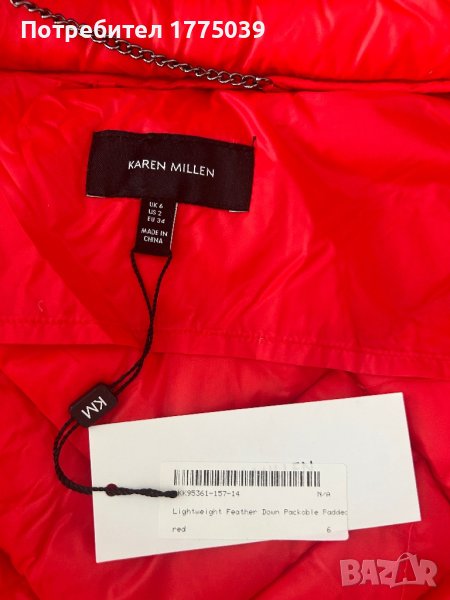 Потребител 1775039
KAREN MILLEN
UK 6
US 2
EU 34
MADE IN
CHINA
KM
KK95361-157-14 N/A
Lightweight Feather Down Packable Padded
red 6
BAZAR